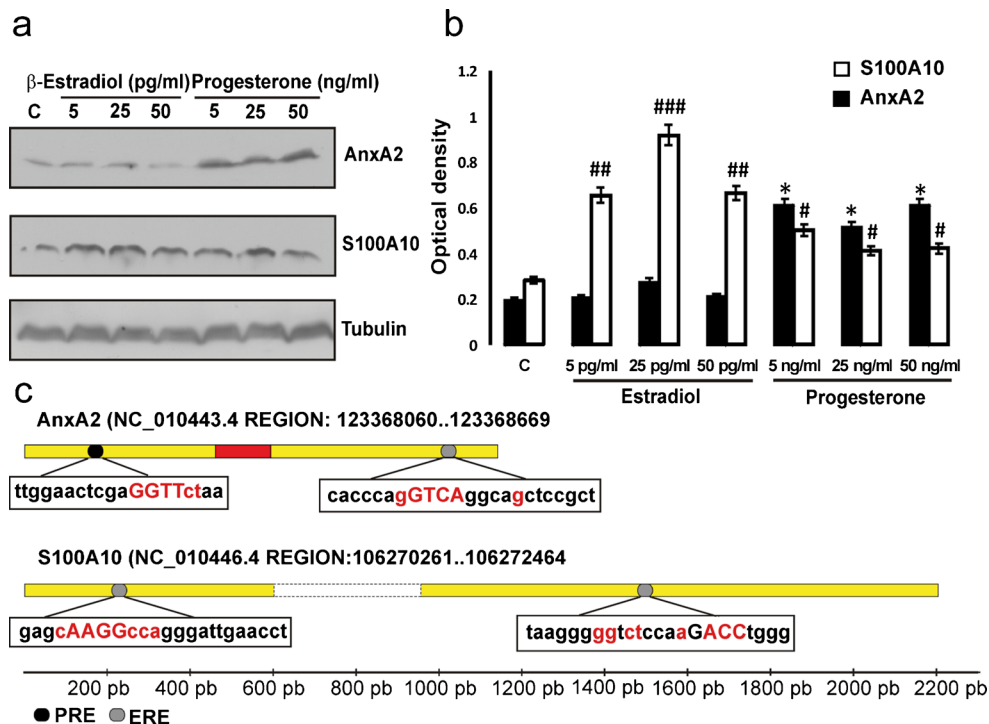 a
β-Estradiol (pg/ml) Progesterone (ng/ml)
C 5 25 50 5 25 50
AnxA2
S100A10
Tubulin
b
S100A10
AnxA2
Optical density
1.2
1
0.8
0.6
0.4
0.2
0
##
###
##
*
#
*
#
*
#
C 5 pg/ml 25 pg/ml 50 pg/ml 5 ng/ml 25 ng/ml 50 ng/ml
Estradiol Progesterone
c
AnxA2 (NC_010443.4 REGION: 123368060..123368669
ttggaactcgaGGTTctaa
cacccagGTCAggcagctccgct
S100A10 (NC_010446.4 REGION:106270261..106272464
gagcAAGGccagggattgaacct
taaggggggtctccaaGACCtggg
200 pb 400 pb 600 pb 800 pb 1000 pb 1200 pb 1400 pb 1600 pb 1800 pb 2000 pb 2200 pb
PRE ERE